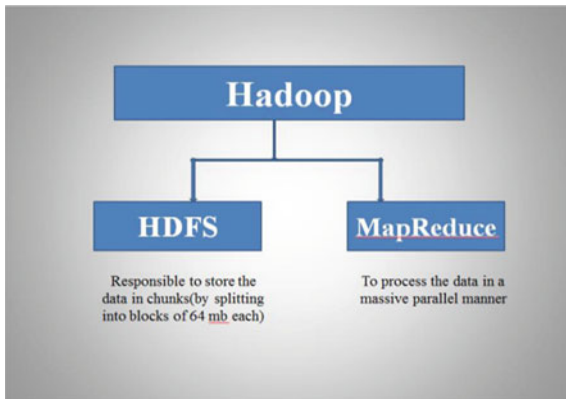 Hadoop
HDFS
MapReduce
Responsible to store the
data in chunks(by splitting
into blocks of 64 mb each)
To process the data in a
massive parallel manner